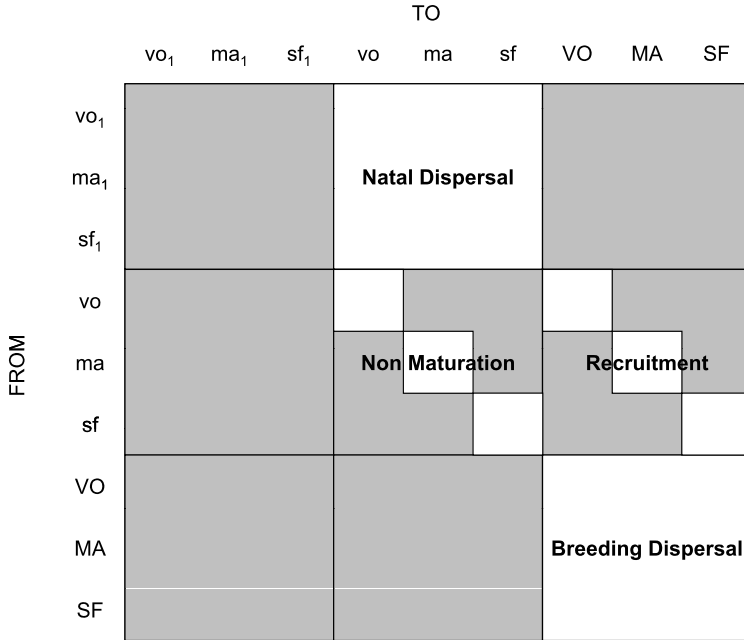 TO
vo₁ ma₁ sf₁ vo ma sf VO MA SF
vo₁
ma₁ Natal Dispersal
sf₁
vo
FROM
ma Non Maturation Recruitment
sf
VO
MA Breeding Dispersal
SF